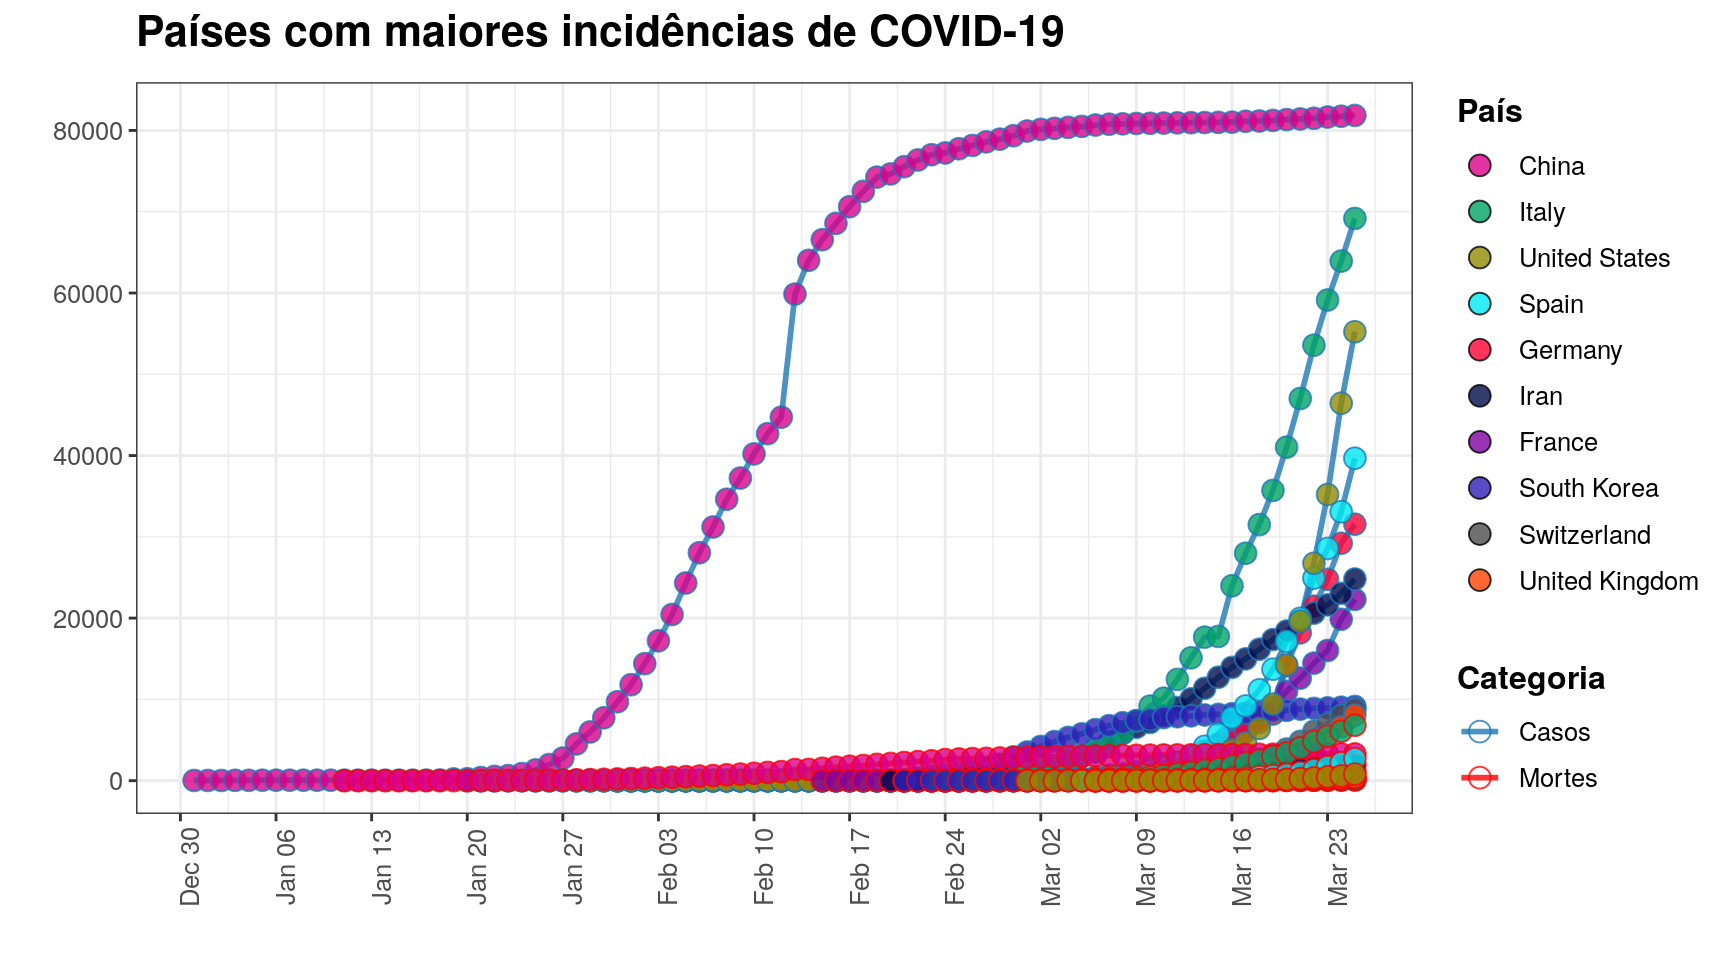 Países com maiores incidências de COVID-19
80000
60000
40000
20000
0
Dec 30
Jan 06
Jan 13
Jan 20
Jan 27
Feb 03
Feb 10
Feb 17
Feb 24
Mar 02
Mar 09
Mar 16
Mar 23
País
China
Italy
United States
Spain
Germany
Iran
France
South Korea
Switzerland
United Kingdom
Categoria
Casos
Mortes